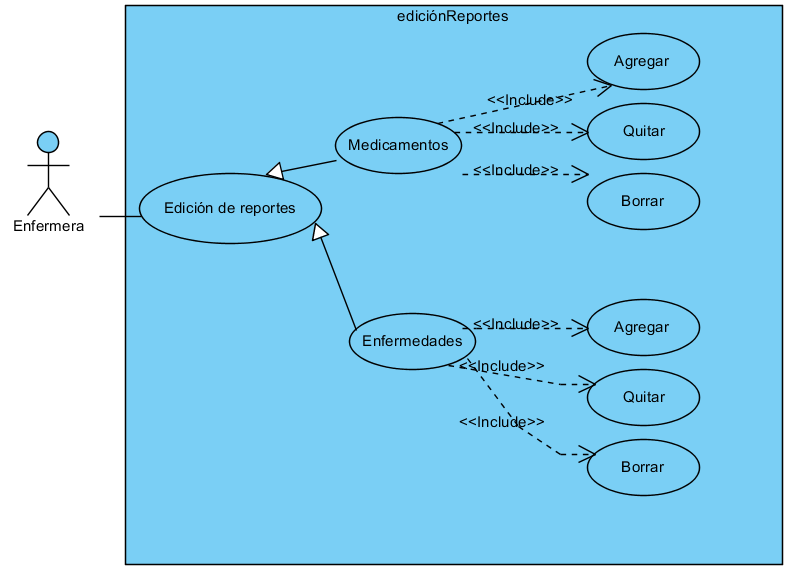 ediciónReportes
Agregar
<<Include>>
Quitar
<<Include>>
Medicamentos
<<Include>>
Borrar
Edición de reportes
Enfermera
<<Include>>
Agregar
Enfermedades
<<Include>>
Quitar
<<Include>>
Borrar